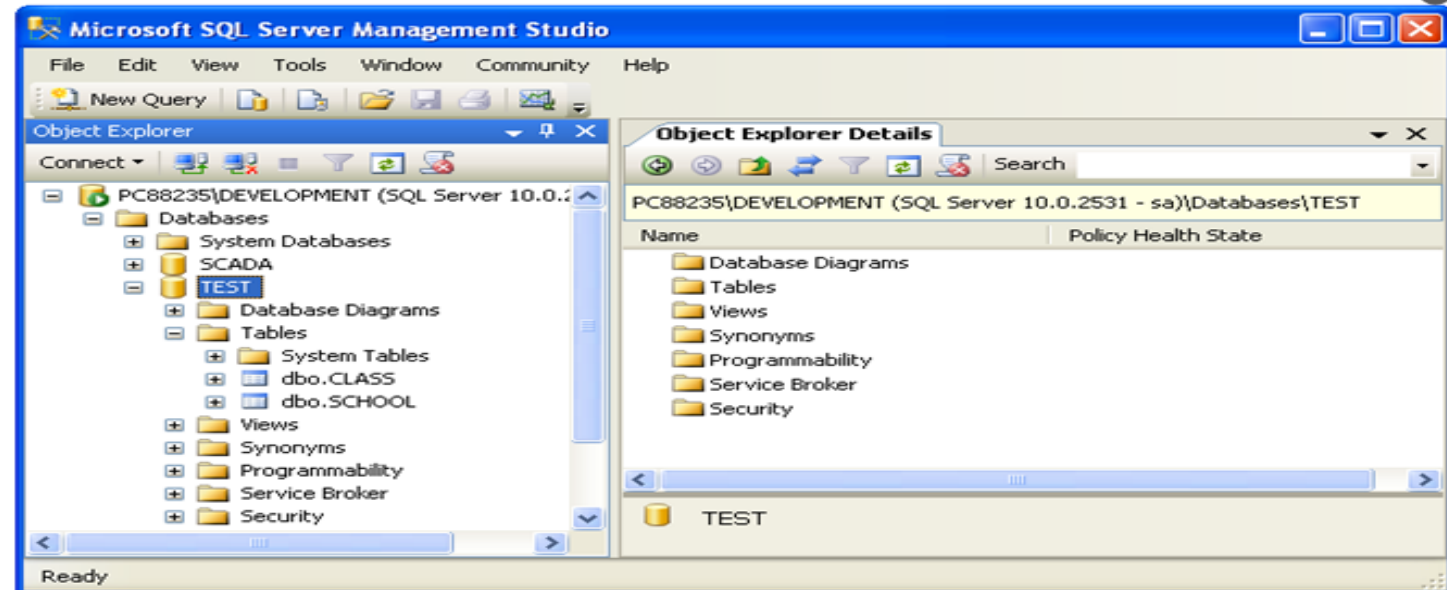 Microsoft SQL Server Management Studio
File Edit View Tools Window Community Help
New Query
Object Explorer
Connect
PC88235\DEVELOPMENT (SQL Server 10.0.2
Databases
System Databases
SCADA
TEST
Database Diagrams
Tables
System Tables
dbo.CLASS
dbo.SCHOOL
Views
Synonyms
Programmability
Service Broker
Security
Object Explorer Details
Search
PC88235\DEVELOPMENT (SQL Server 10.0.2531 - sa)\Databases\TEST
Name Policy Health State
Database Diagrams
Tables
Views
Synonyms
Programmability
Service Broker
Security
TEST
Ready